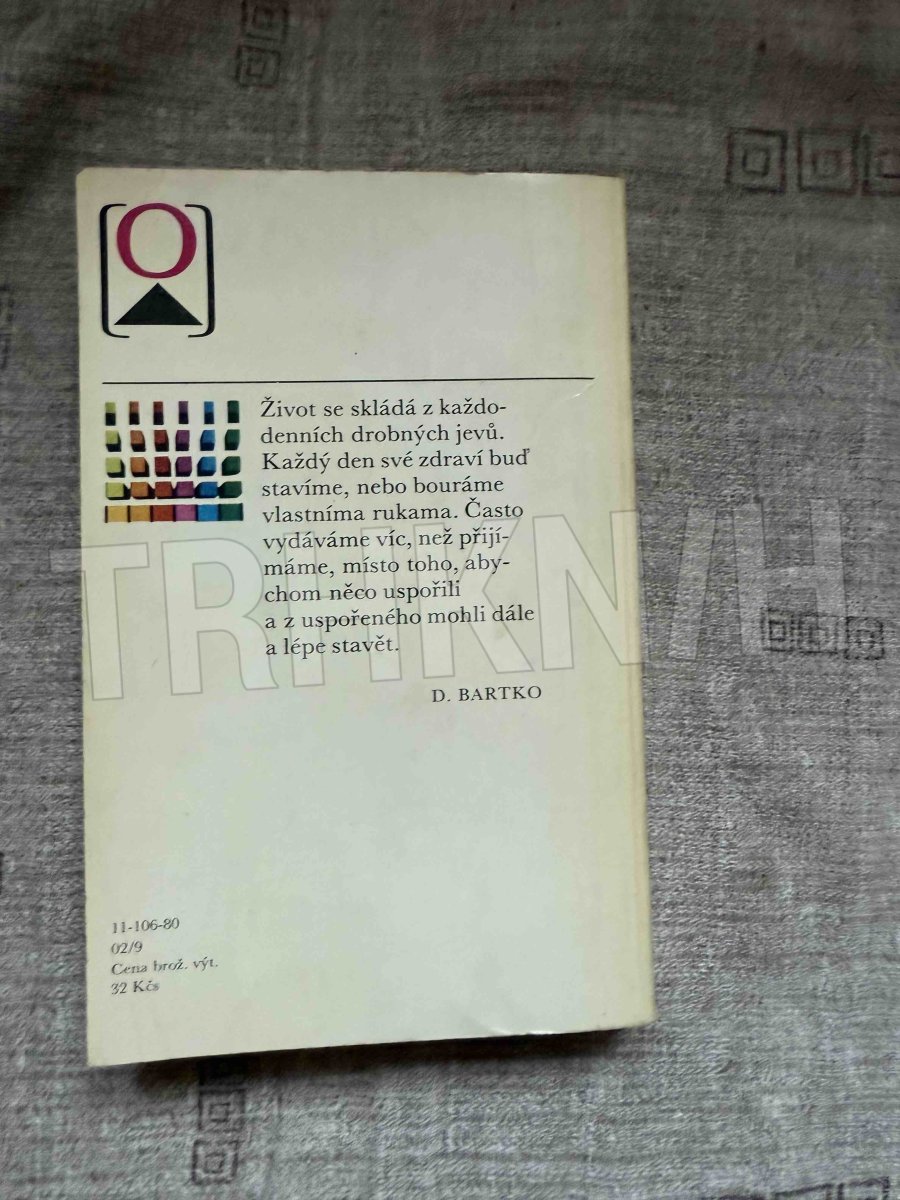 O
Život se skládá z každo-
denních drobných jevů.
Každý den své zdraví buď
stavíme, nebo bouráme
vlastníma rukama. Často
vydáváme víc, než přijí-
máme, místo toho, aby-
chom něco uspořili
a z uspořeného mohli dále
a lépe stavět.
D. BARTKO
TRHKNIH
11-106-80
02/9
Cena brož. výt.
32 Kčs